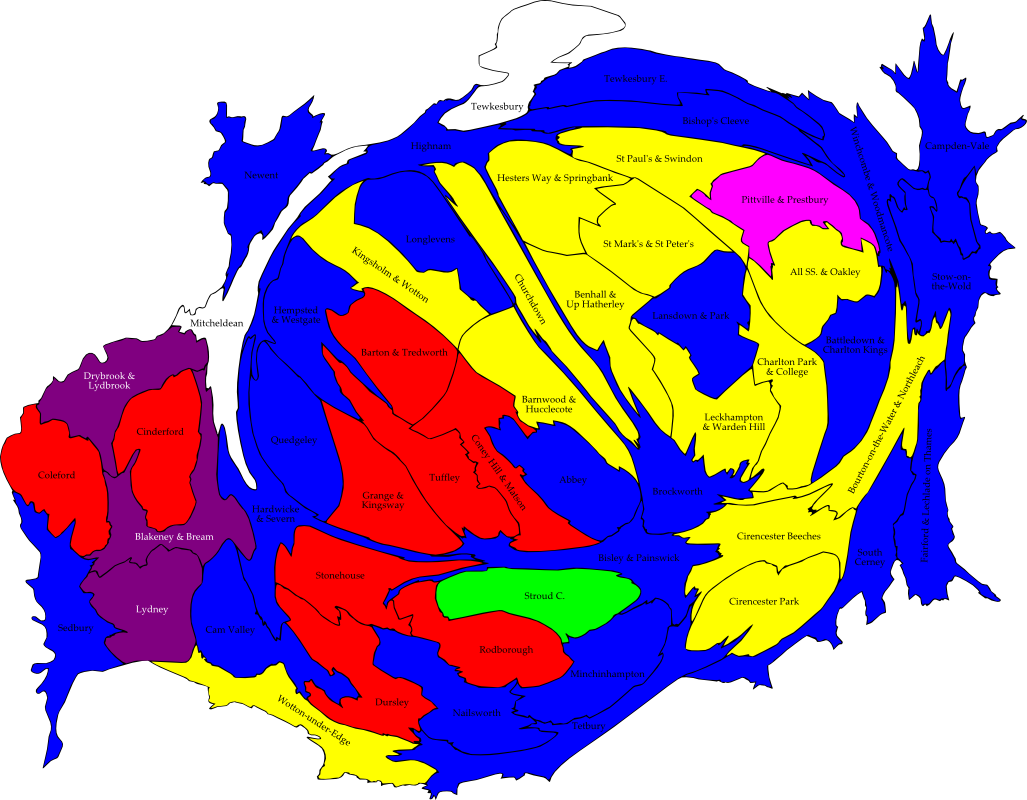 Tewkesbury E.
Tewkesbury
Bishop's Cleeve
Highnam
Campden-Vale
Winchcombe & Woodmancote
St Paul's & Swindon
Newent
Hesters Way & Springbank
Pittville & Prestbury
Longlevens
St Mark's & St Peter's
Kingsholm & Wotton
All SS. & Oakley
Stow-on-
the-Wold
Churchdown
Benhall &
Up Hatherley
Hempsted
& Westgate
Lansdown & Park
Mitcheldean
Battledown &
Charlton Kings
Barton & Tredworth
Charlton Park
& College
Drybrook &
Lydbrook
Bourton-on-the-Water & Northleach
Barnwood &
Hucclecote
Leckhampton
& Warden Hill
Cinderford
Quedgeley
Coney Hill & Matson
Fairford & Lechlade on Thames
Coleford
Tuffley
Abbey
Grange &
Kingsway
Brockworth
Hardwicke
& Severn
Blakeney & Bream
Cirencester Beeches
Bisley & Painswick
South
Cerney
Stonehouse
Stroud C.
Cirencester Park
Lydney
Sedbury
Cam Valley
Rodborough
Minchinhampton
Dursley
Nailsworth
Wotton-under-Edge
Tetbury